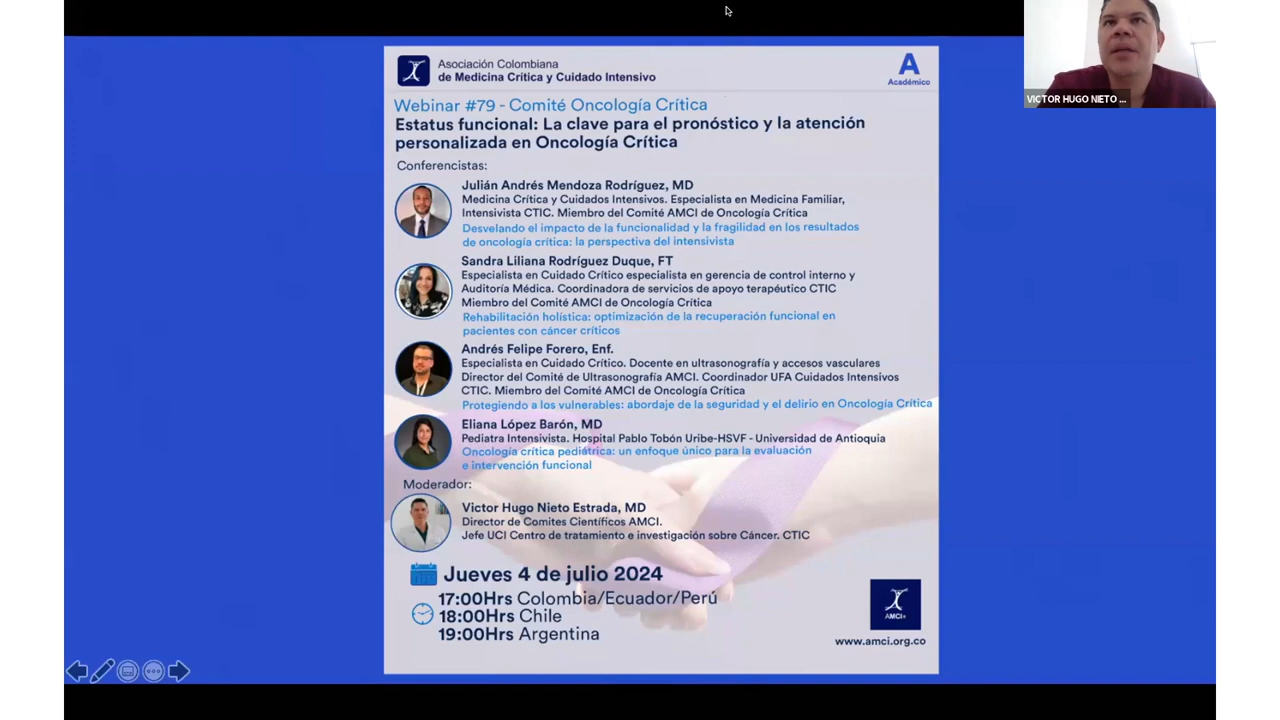 Asociación Colombiana
de Medicina Crítica y Cuidado Intensivo
A
Académico
VICTOR HUGO NIETO ...
Webinar #79 - Comité Oncología Crítica
Estatus funcional: La clave para el pronóstico y la atención
personalizada en Oncología Crítica
Conferencistas:
Julián Andrés Mendoza Rodríguez, MD
Medicina Crítica y Cuidados Intensivos. Especialista en Medicina Familiar,
Intensivista CTIC. Miembro del Comité AMCI de Oncología Crítica
Desvelando el impacto de la funcionalidad y la fragilidad en los resultados
de oncología crítica: la perspectiva del intensivista
Sandra Liliana Rodríguez Duque, FT
Especialista en Cuidado Crítico especialista en gerencia de control interno y
Auditoría Médica. Coordinadora de servicios de apoyo terapéutico CTIC
Miembro del Comité AMCI de Oncología Crítica
Rehabilitación holística: optimización de la recuperación funcional en
pacientes con cáncer críticos
Andrés Felipe Forero, Enf.
Especialista en Cuidado Crítico. Docente en ultrasonografía y accesos vasculares
Director del Comité de Ultrasonografía AMCI. Coordinador UFA Cuidados Intensivos
CTIC. Miembro del Comité AMCI de Oncología Crítica
Protegiendo a los vulnerables: abordaje de la seguridad y el delirio en Oncología Crítica
Eliana López Barón, MD
Pediatra Intensivista. Hospital Pablo Tobón Uribe-HSVF - Universidad de Antioquia
Oncología crítica pediátrica: un enfoque único para la evaluación
e intervención funcional
Moderador:
Victor Hugo Nieto Estrada, MD
Director de Comites Científicos AMCI.
Jefe UCI Centro de tratamiento e investigación sobre Cáncer. CTIC
Jueves 4 de julio 2024
17:00Hrs Colombia/Ecuador/Perú
18:00Hrs Chile
19:00Hrs Argentina
AMCI+
www.amci.org.co